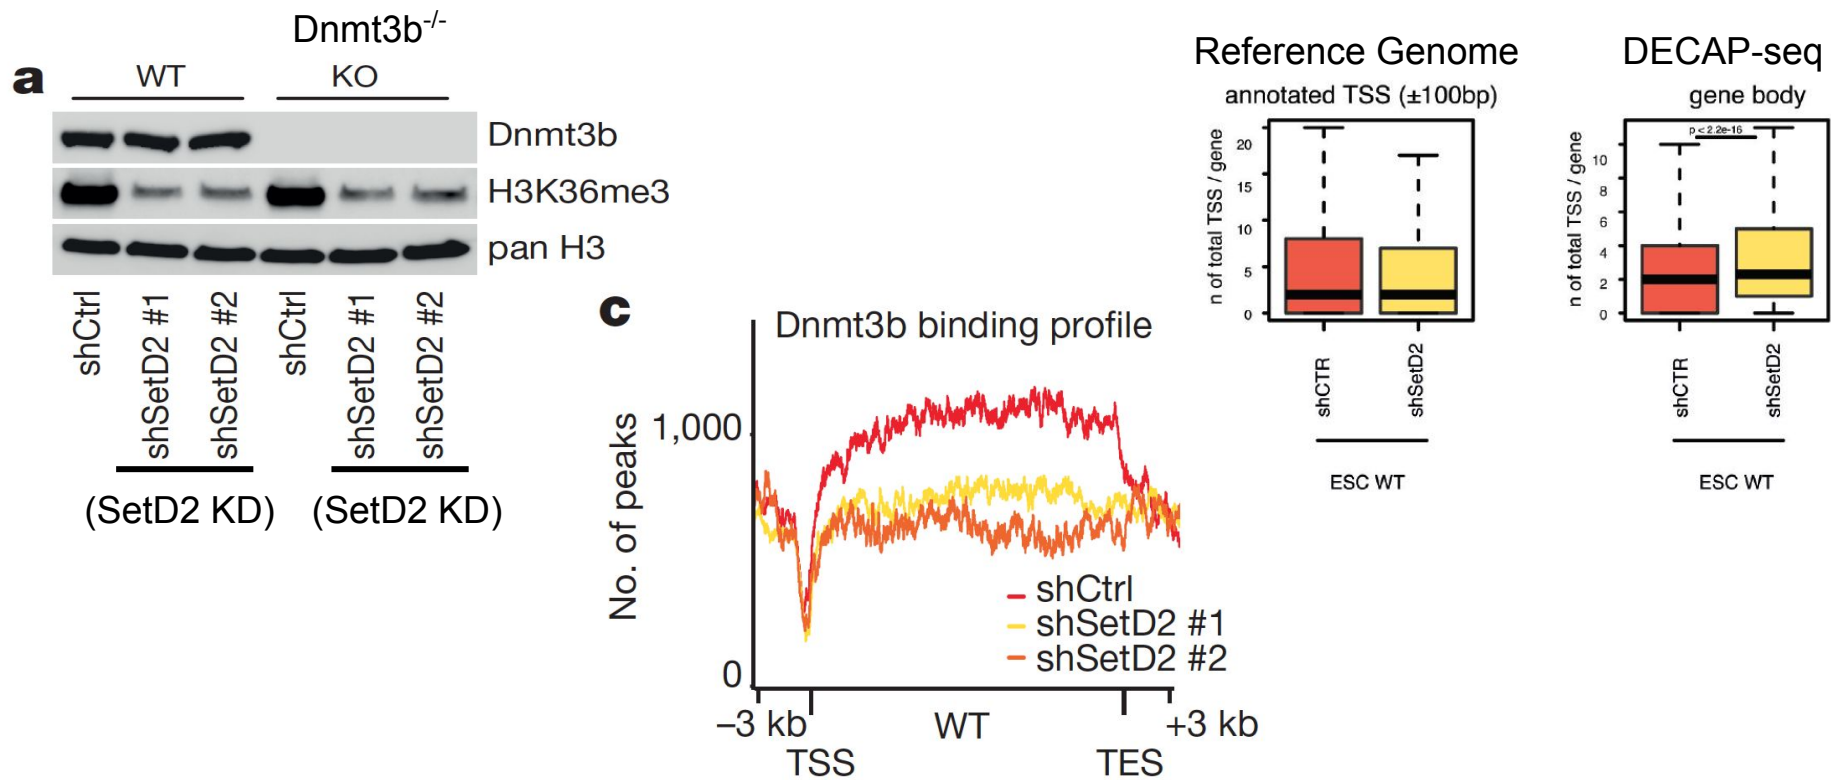 Dnmt3b-/-
a
WT
KO
Dnmt3b
H3K36me3
pan H3
shCtrl
shSetD2 #1
shSetD2 #2
shCtrl
shSetD2 #1
shSetD2 #2
(SetD2 KD)
(SetD2 KD)
c
Dnmt3b binding profile
No. of peaks
1,000
0
shCtrl
shSetD2 #1
shSetD2 #2
−3 kb
WT
+3 kb
TSS
TES
Reference Genome
annotated TSS (±100bp)
n of total TSS / gene
20
15
10
5
0
shCTR
shSetD2
ESC WT
DECAP-seq
gene body
p < 2.2e-16
n of total TSS / gene
10
8
6
4
2
0
shCTR
shSetD2
ESC WT